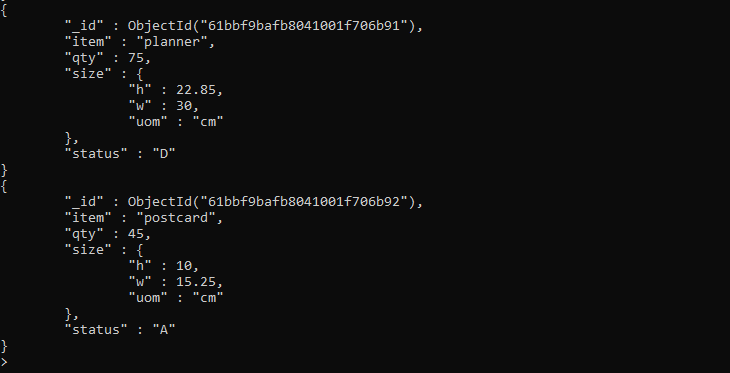 {
        "_id" : ObjectId("61bbf9bafb8041001f706b91"),
        "item" : "planner",
        "qty" : 75,
        "size" : {
                "h" : 22.85,
                "w" : 30,
                "uom" : "cm"
        },
        "status" : "D"
}
{
        "_id" : ObjectId("61bbf9bafb8041001f706b92"),
        "item" : "postcard",
        "qty" : 45,
        "size" : {
                "h" : 10,
                "w" : 15.25,
                "uom" : "cm"
        },
        "status" : "A"
}
>